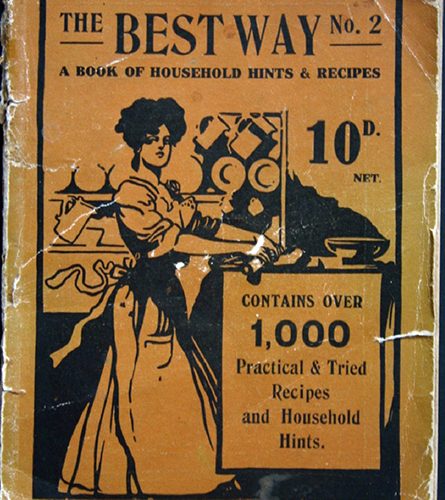 THE BEST WAY No. 2
A BOOK OF HOUSEHOLD HINTS & RECIPES
10D.
NET.
CONTAINS OVER
1,000
Practical & Tried
Recipes
and Household
Hints.